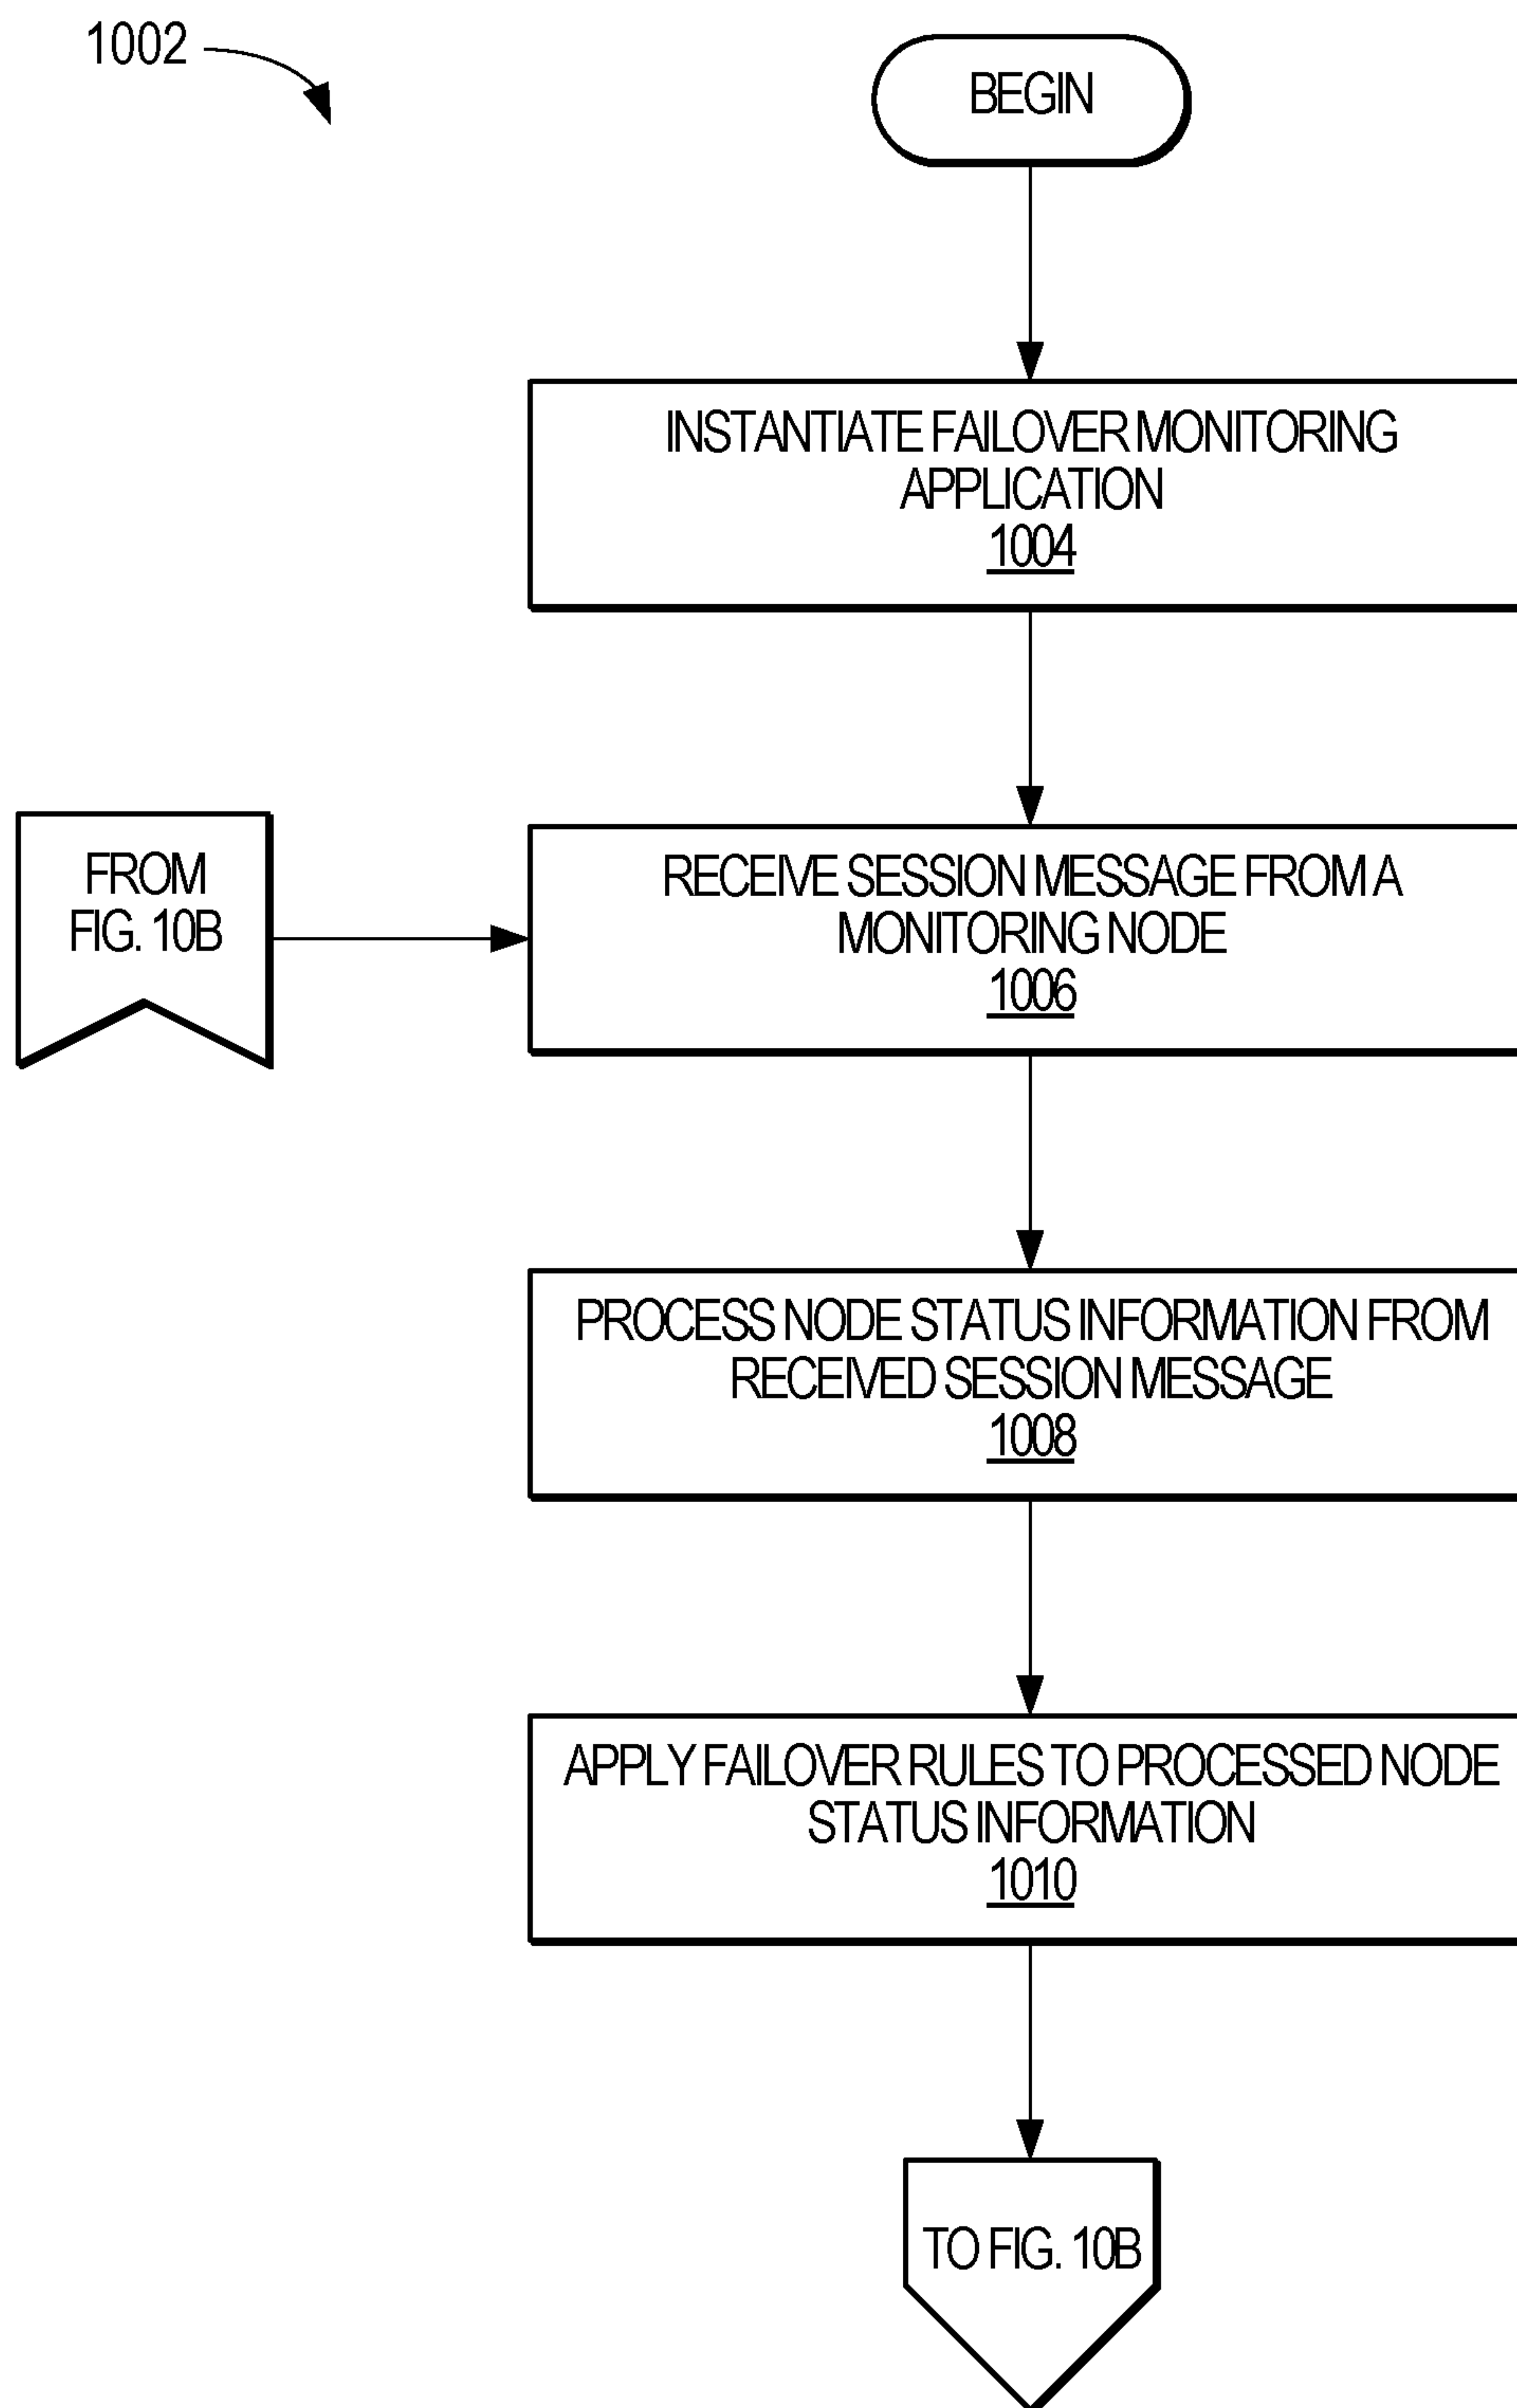 1002
BEGIN
INSTANTIATE FAILOVER MONITORING
APPLICATION
1004
FROM
FIG. 10B
RECEIVE SESSION MESSAGE FROM A
MONITORING NODE
1006
PROCESS NODE STATUS INFORMATION FROM
RECEIVED SESSION MESSAGE
1008
APPLY FAILOVER RULES TO PROCESSED NODE
STATUS INFORMATION
1010
TO FIG. 10B